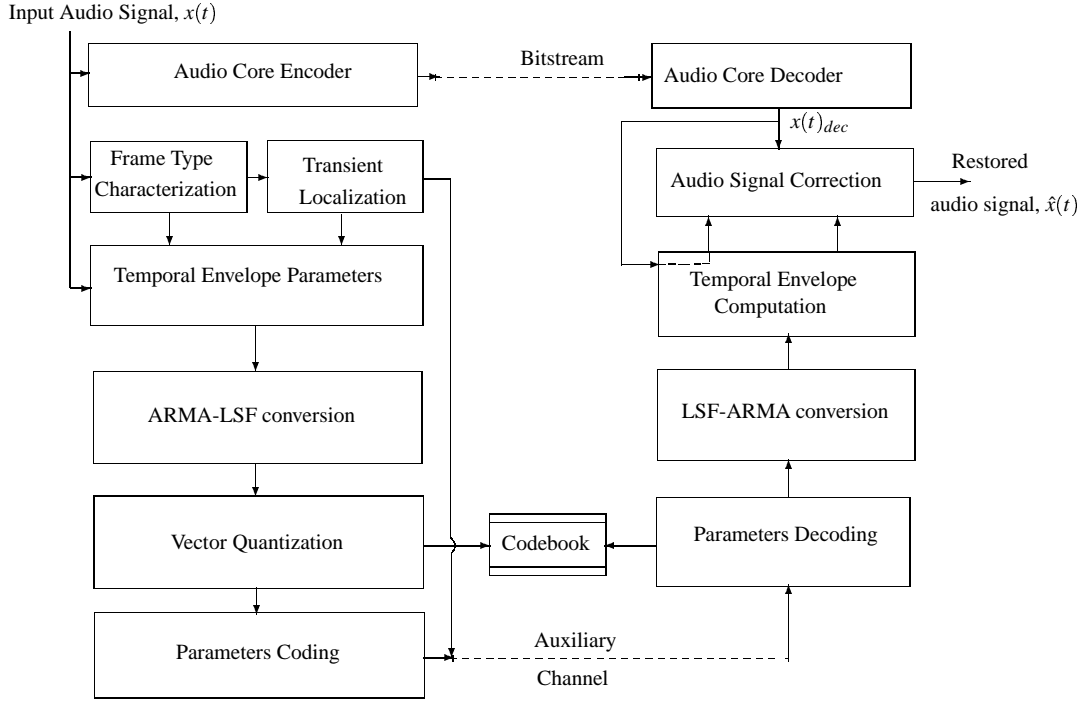 Input Audio Signal, x(t)
Audio Core Encoder
Bitstream
Audio Core Decoder
x(t)dec
Frame Type
Characterization
Transient
Localization
Audio Signal Correction
Restored
audio signal, x̂(t)
Temporal Envelope Parameters
Temporal Envelope
Computation
ARMA-LSF conversion
LSF-ARMA conversion
Vector Quantization
Codebook
Parameters Decoding
Parameters Coding
Auxiliary
Channel